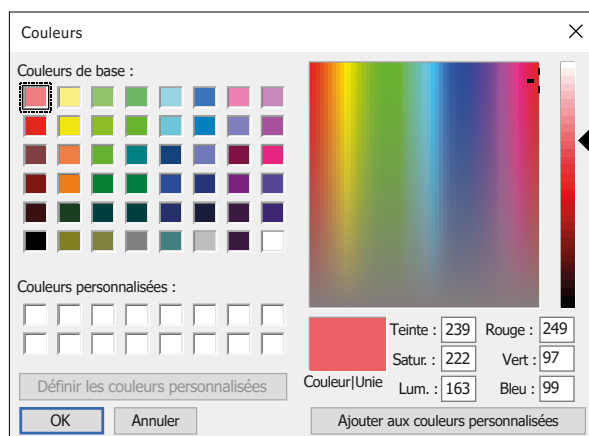 Couleurs
Couleurs de base :
Couleurs personnalisées :
Définir les couleurs personnalisées
OK
Annuler
Couleur|Unie
Teinte : 239
Rouge : 249
Satur. : 222
Vert : 97
Lum. : 163
Bleu : 99
Ajouter aux couleurs personnalisées